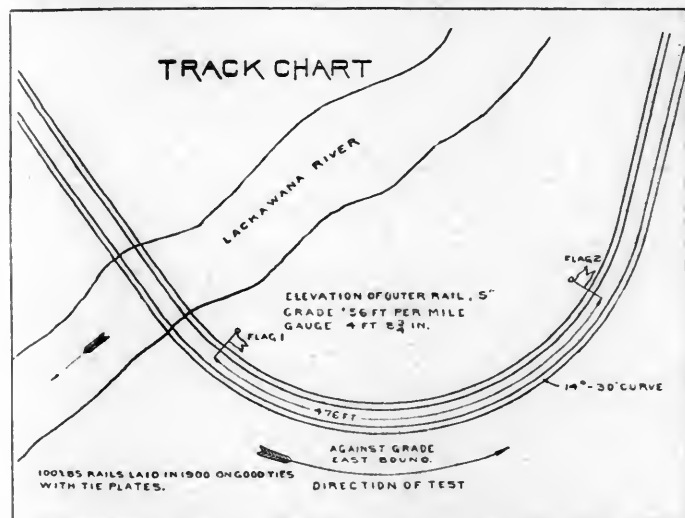 TRACK CHART
LACKAWANA RIVER
FLAG 2
ELEVATION OF OUTER RAIL, 5"
GRADE 56 FT PER MILE
GAUGE 4 FT 8 3/4 IN.
FLAG 1
14°-30' CURVE
476 FT
AGAINST GRADE
EAST BOUND.
DIRECTION OF TEST
100 LBS RAILS LAID IN 1900 ON GOOD TIES
WITH TIE PLATES.